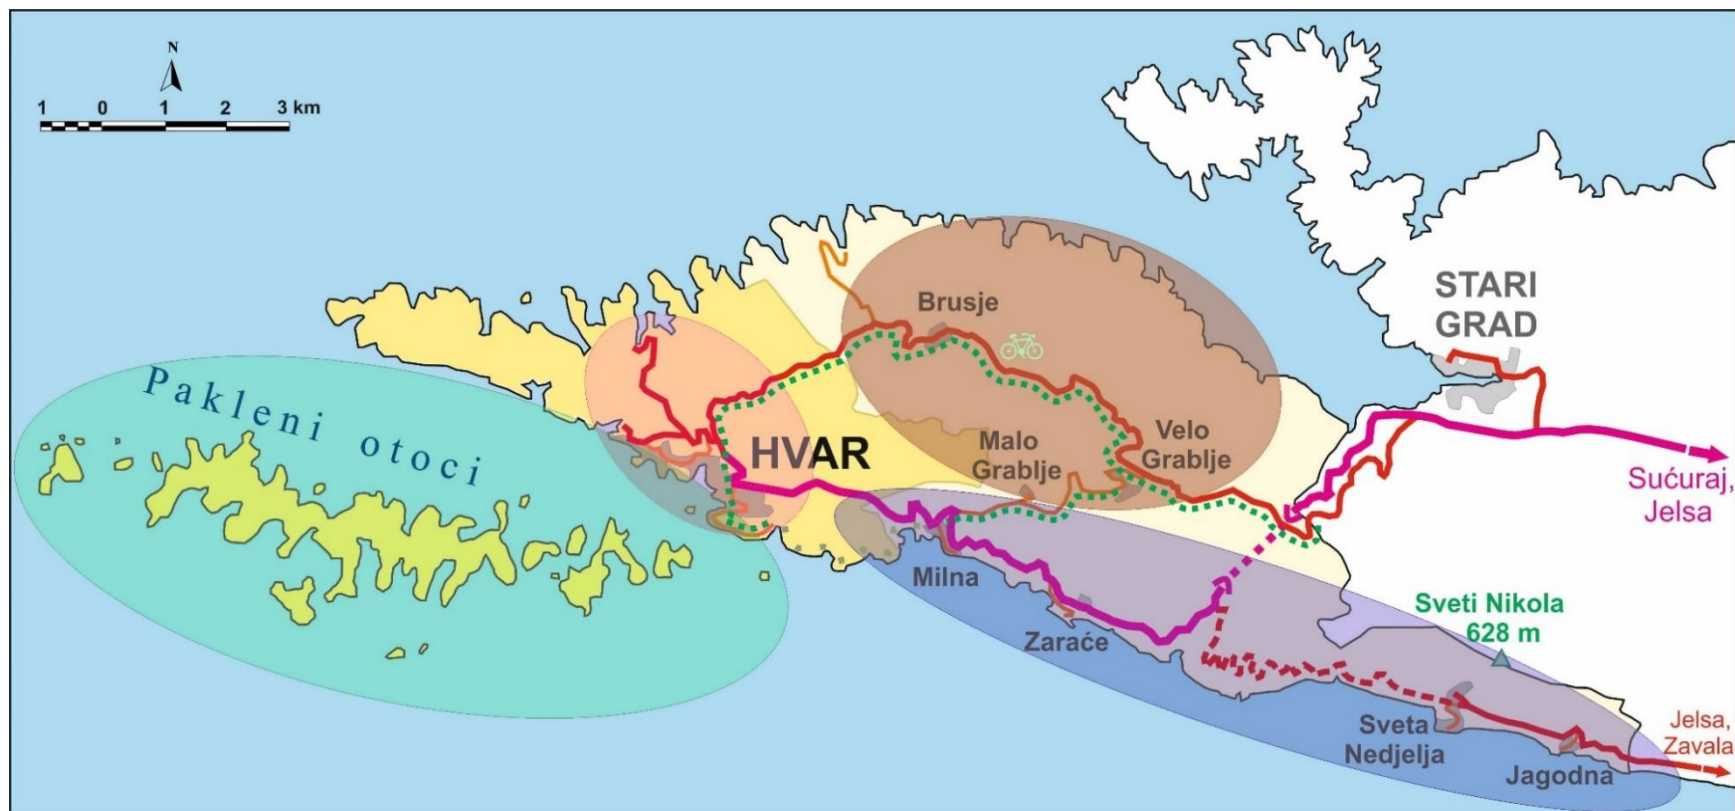 N
1 0 1 2 3 km
STARI
GRAD
Brusje
Pakleni otoci
HVAR
Malo
Grablje
Velo
Grablje
Sućuraj,
Jelsa
Milna
Sveti Nikola
628 m
Zaraće
Sveta
Nedjelja
Jelsa,
Zavala
Jagodna